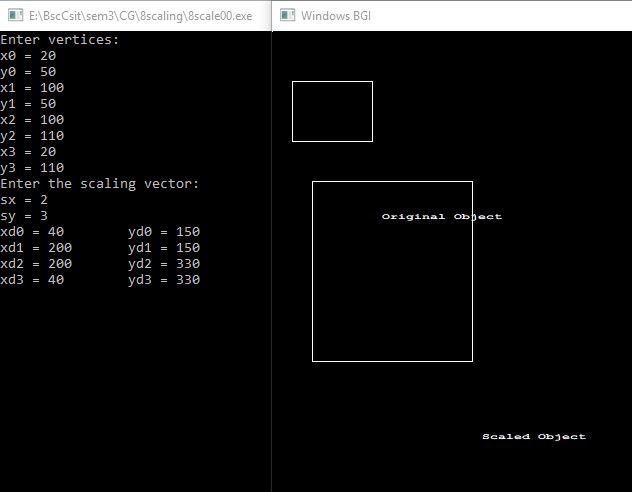 E:\BscCsit\sem3\CG\8scaling\8scale00.exe
Windows BGI
Enter vertices:
x0 = 20
y0 = 50
x1 = 100
y1 = 50
x2 = 100
y2 = 110
x3 = 20
y3 = 110
Enter the scaling vector:
sx = 2
sy = 3
xd0 = 40        yd0 = 150
xd1 = 200       yd1 = 150
xd2 = 200       yd2 = 330
xd3 = 40        yd3 = 330
Original Object
Scaled Object